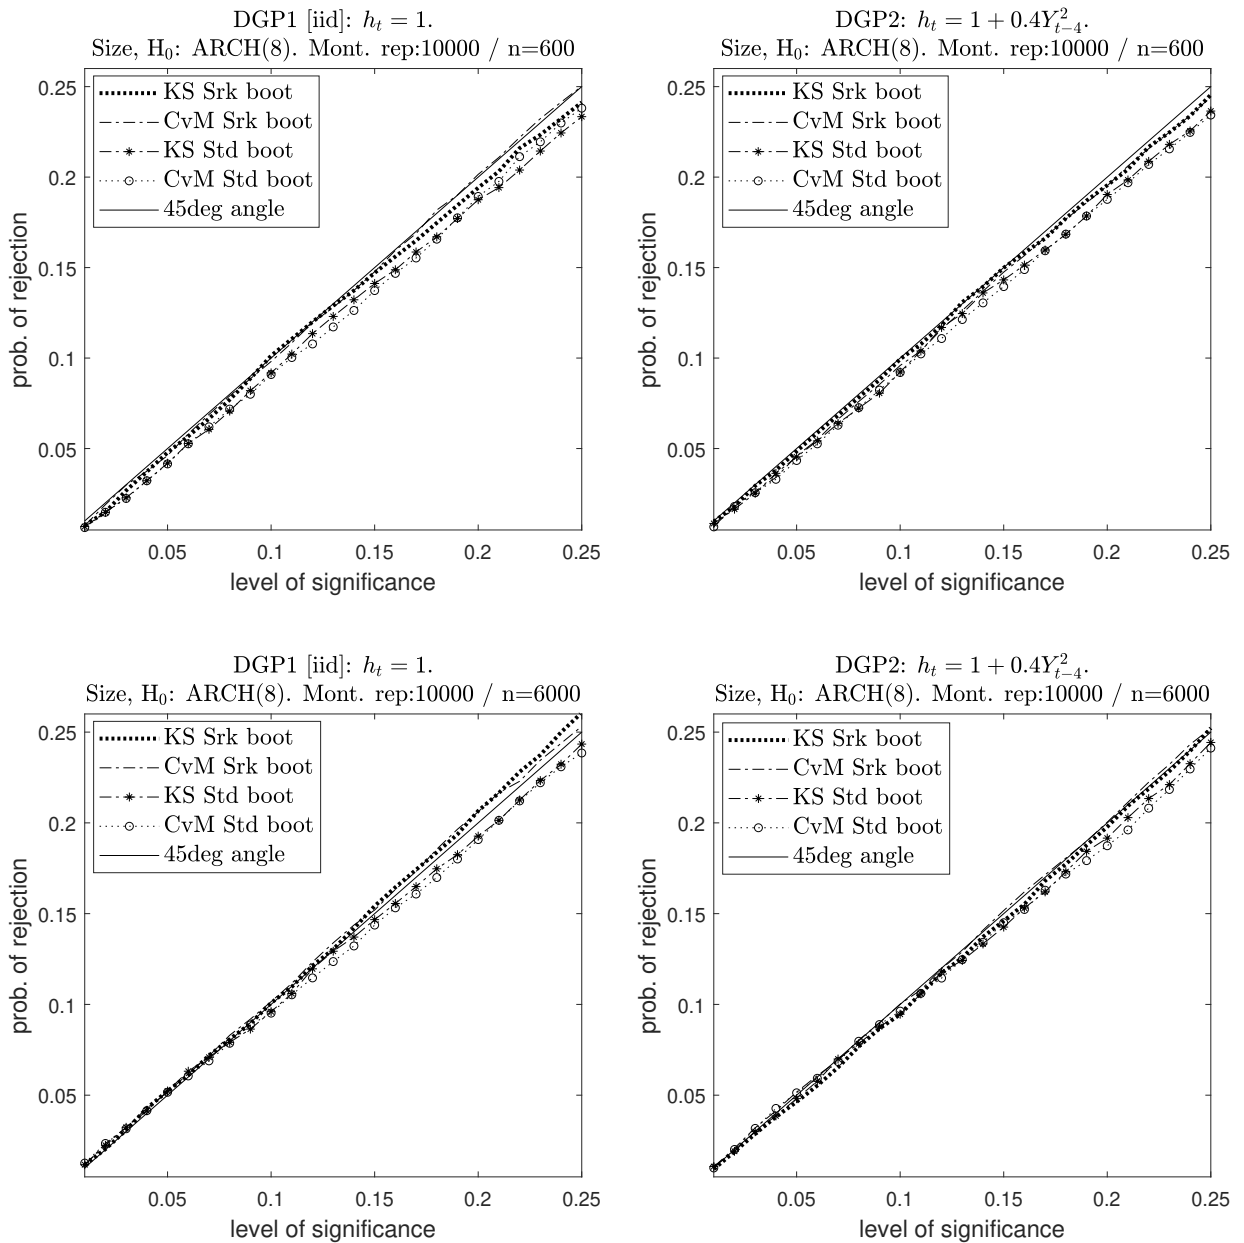 DGP1 [iid]: h_t = 1.
Size, H_0: ARCH(8). Mont. rep:10000 / n=600
KS Srk boot
CvM Srk boot
KS Std boot
CvM Std boot
45deg angle
prob. of rejection
0.25
0.2
0.15
0.1
0.05
0.05 0.1 0.15 0.2 0.25
level of significance
DGP2: h_t = 1 + 0.4Y_{t-4}^2.
Size, H_0: ARCH(8). Mont. rep:10000 / n=600
KS Srk boot
CvM Srk boot
KS Std boot
CvM Std boot
45deg angle
prob. of rejection
0.25
0.2
0.15
0.1
0.05
0.05 0.1 0.15 0.2 0.25
level of significance
DGP1 [iid]: h_t = 1.
Size, H_0: ARCH(8). Mont. rep:10000 / n=6000
KS Srk boot
CvM Srk boot
KS Std boot
CvM Std boot
45deg angle
prob. of rejection
0.25
0.2
0.15
0.1
0.05
0.05 0.1 0.15 0.2 0.25
level of significance
DGP2: h_t = 1 + 0.4Y_{t-4}^2.
Size, H_0: ARCH(8). Mont. rep:10000 / n=6000
KS Srk boot
CvM Srk boot
KS Std boot
CvM Std boot
45deg angle
prob. of rejection
0.25
0.2
0.15
0.1
0.05
0.05 0.1 0.15 0.2 0.25
level of significance